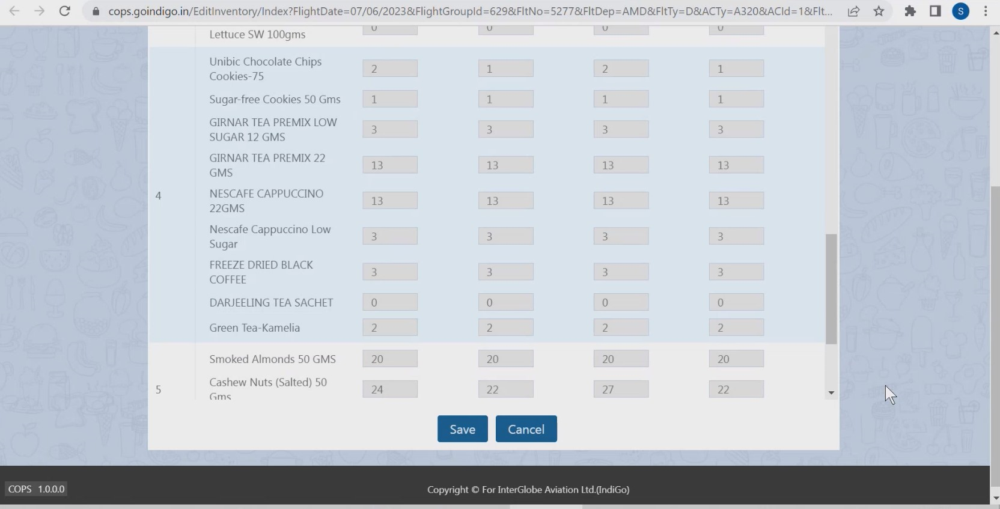 cops.goindigo.in/EditInventory/Index?FlightDate=07/06/2023&FlightGroupId=629&FltNo=5277&FltDep=AMD&FltTy=D&ACTy=A320&ACId=1&Flt...
S
Lettuce SW 100gms 0 0 0 0
Unibic Chocolate Chips
Cookies-75 2 1 2 1
Sugar-free Cookies 50 Gms 1 1 1 1
GIRNAR TEA PREMIX LOW
SUGAR 12 GMS 3 3 3 3
GIRNAR TEA PREMIX 22
GMS 13 13 13 13
4
NESCAFE CAPPUCCINO
22GMS 13 13 13 13
Nescafe Cappuccino Low
Sugar 3 3 3 3
FREEZE DRIED BLACK
COFFEE 3 3 3 3
DARJEELING TEA SACHET 0 0 0 0
Green Tea-Kamelia 2 2 2 2
Smoked Almonds 50 GMS 20 20 20 20
5
Cashew Nuts (Salted) 50
Gms 24 22 27 22
Save Cancel
COPS 1.0.0.0
Copyright © For InterGlobe Aviation Ltd.(IndiGo)